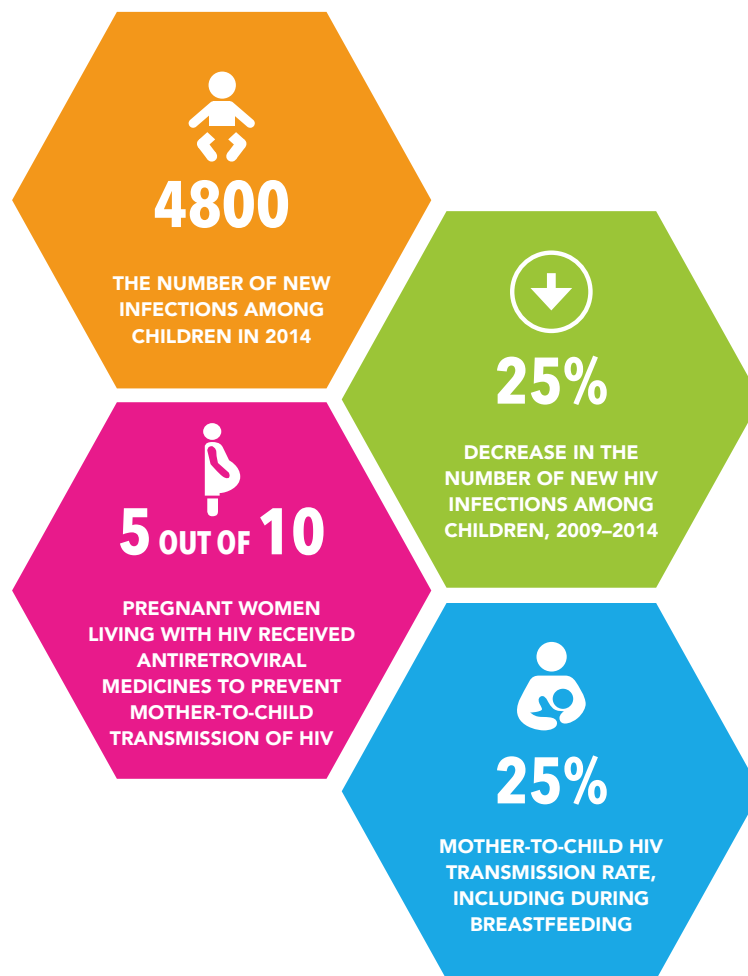 4800
THE NUMBER OF NEW
INFECTIONS AMONG
CHILDREN IN 2014
25%
DECREASE IN THE
NUMBER OF NEW HIV
INFECTIONS AMONG
CHILDREN, 2009–2014
5 OUT OF 10
PREGNANT WOMEN
LIVING WITH HIV RECEIVED
ANTIRETROVIRAL
MEDICINES TO PREVENT
MOTHER-TO-CHILD
TRANSMISSION OF HIV
25%
MOTHER-TO-CHILD HIV
TRANSMISSION RATE,
INCLUDING DURING
BREASTFEEDING